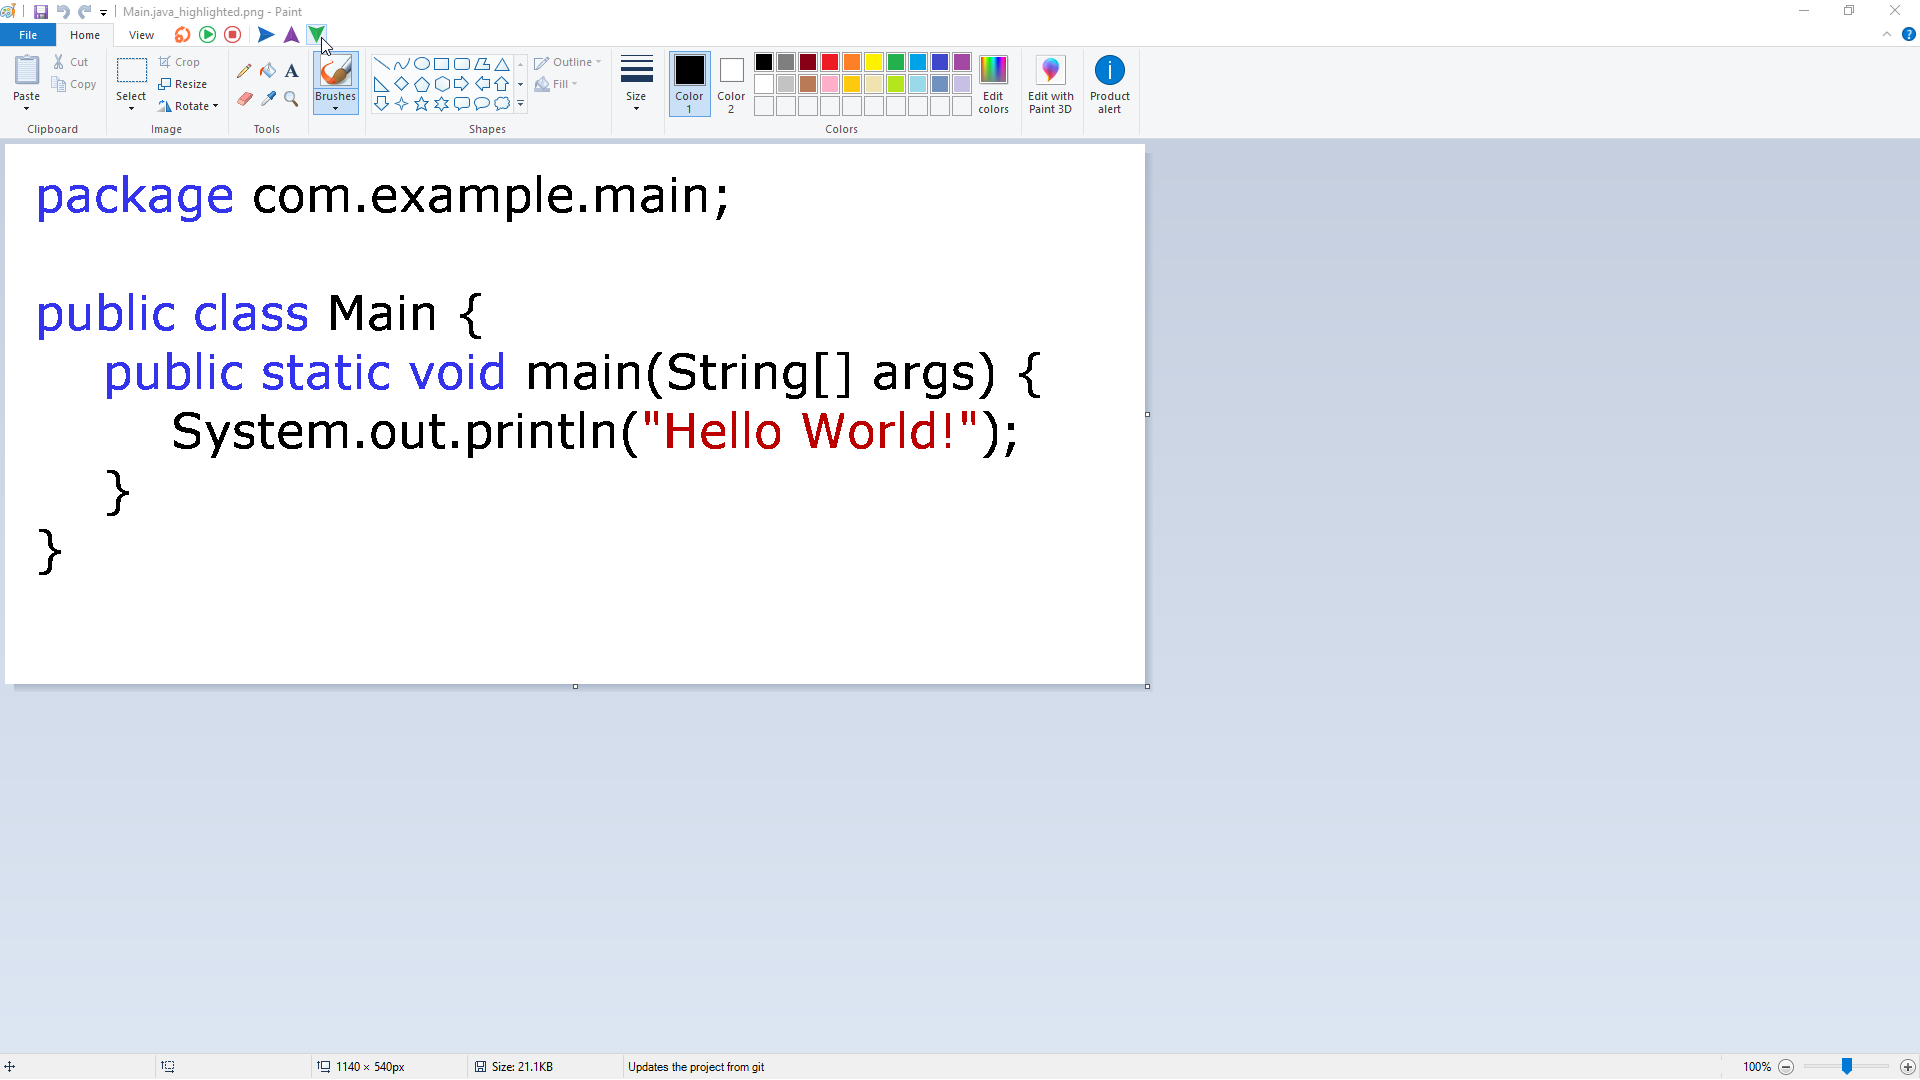 Main.java_highlighted.png - Paint
File Home View
Paste
Cut
Copy
Clipboard
Select
Crop
Resize
Rotate
Image
A
Tools
Brushes
Outline
Fill
Shapes
Size
Color
1
Color
2
Edit
colors
Colors
Edit with
Paint 3D
Product
alert
package com.example.main;
public class Main {
public static void main(String[] args) {
System.out.println("Hello World!");
}
}
1140 × 540px
Size: 21.1KB
Updates the project from git
100%